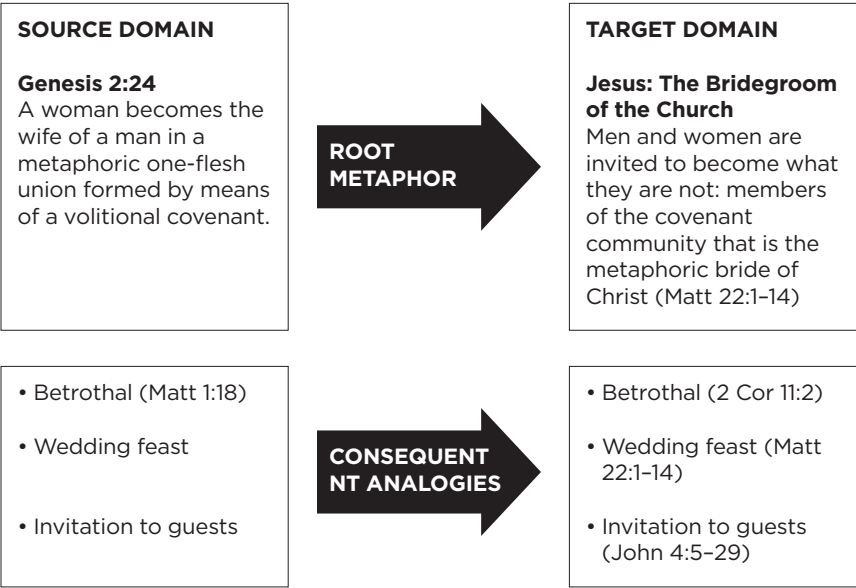 SOURCE DOMAIN
Genesis 2:24
A woman becomes the
wife of a man in a
metaphoric one-flesh
union formed by means
of a volitional covenant.
ROOT
METAPHOR
TARGET DOMAIN
Jesus: The Bridegroom
of the Church
Men and women are
invited to become what
they are not: members
of the covenant
community that is the
metaphoric bride of
Christ (Matt 22:1–14)
• Betrothal (Matt 1:18)
• Wedding feast
• Invitation to guests
CONSEQUENT
NT ANALOGIES
• Betrothal (2 Cor 11:2)
• Wedding feast (Matt
22:1–14)
• Invitation to guests
(John 4:5–29)